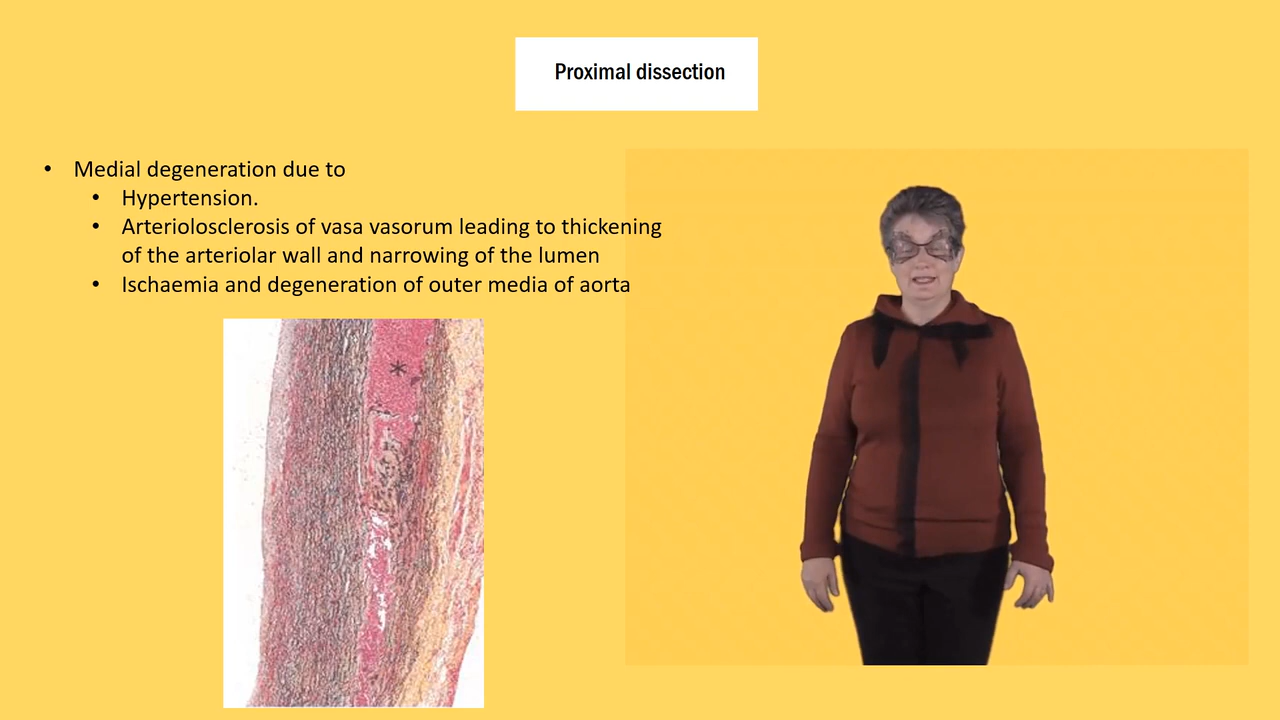 Proximal dissection
• Medial degeneration due to
• Hypertension.
• Arteriolosclerosis of vasa vasorum leading to thickening
of the arteriolar wall and narrowing of the lumen
• Ischaemia and degeneration of outer media of aorta
*